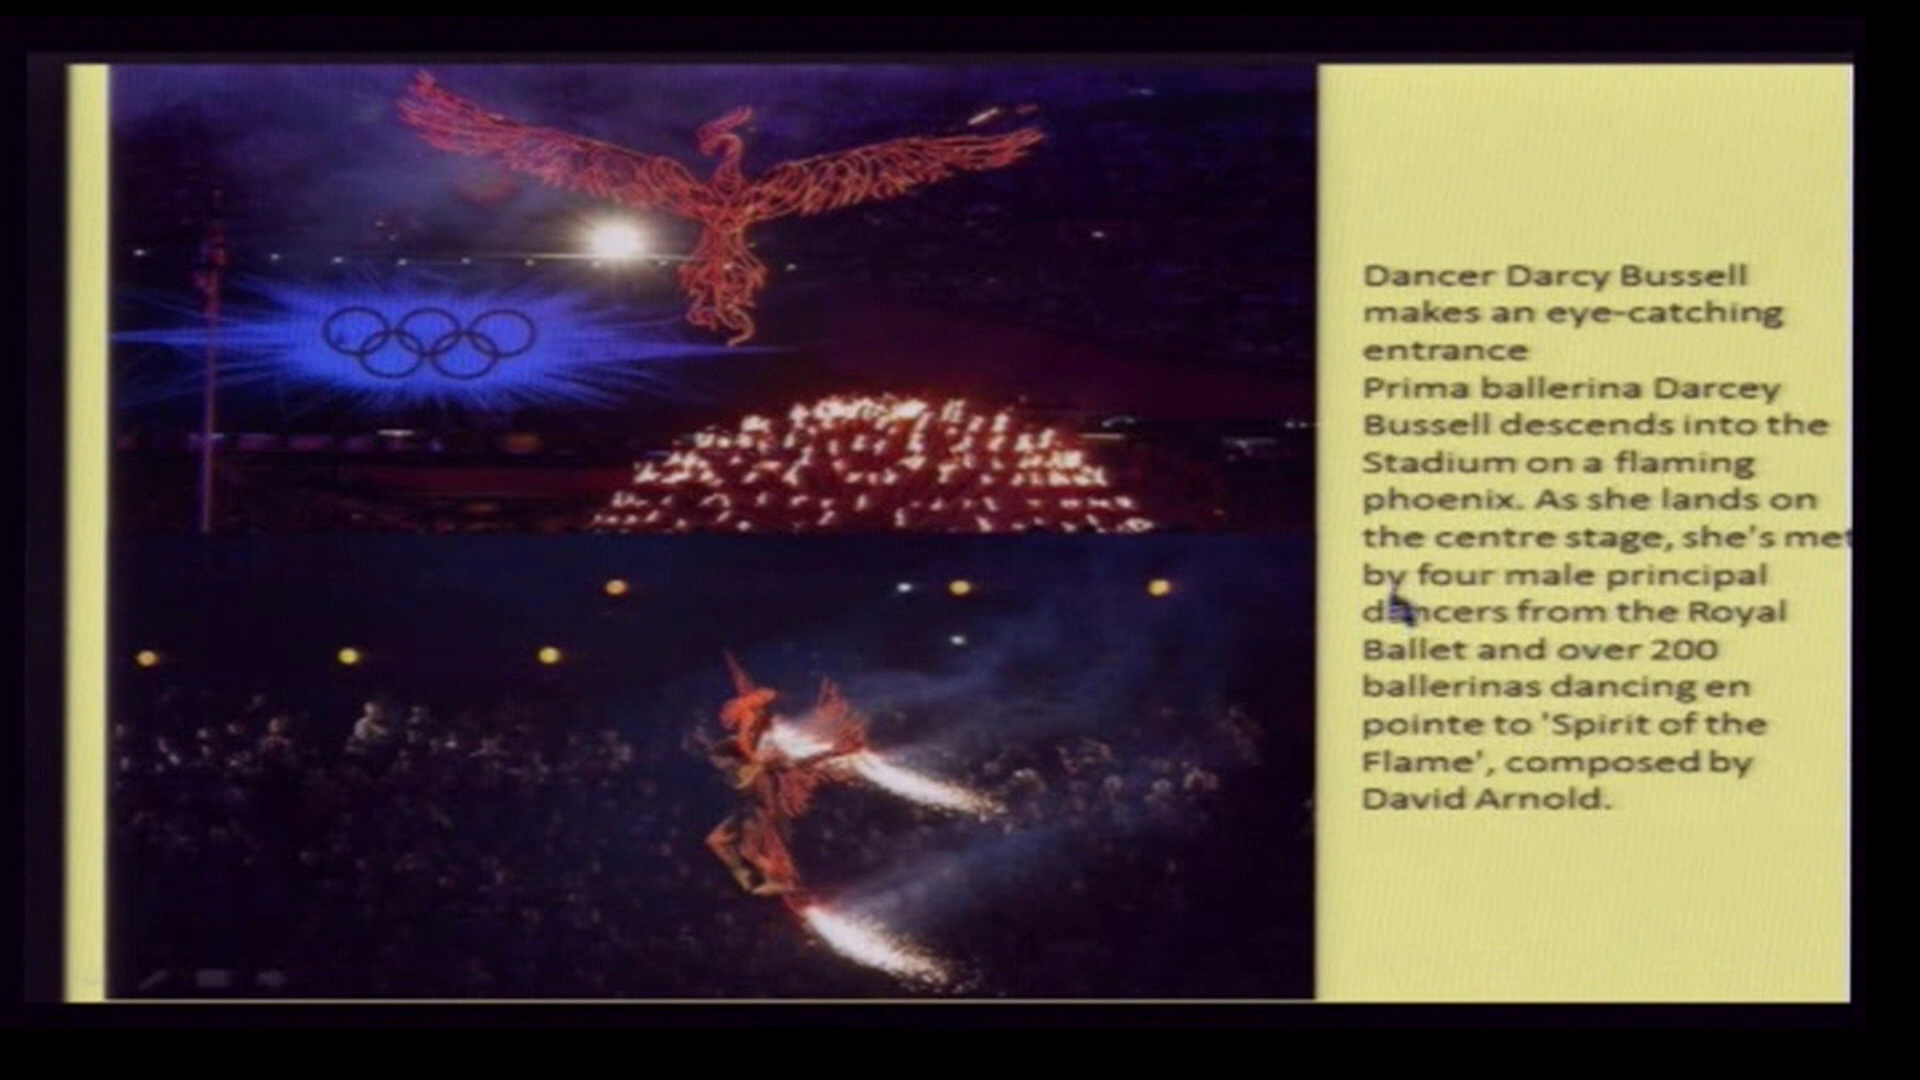 Dancer Darcy Bussell
makes an eye-catching
entrance
Prima ballerina Darcey
Bussell descends into the
Stadium on a flaming
phoenix. As she lands on
the centre stage, she's met
by four male principal
dancers from the Royal
Ballet and over 200
ballerinas dancing en
pointe to 'Spirit of the
Flame', composed by
David Arnold.